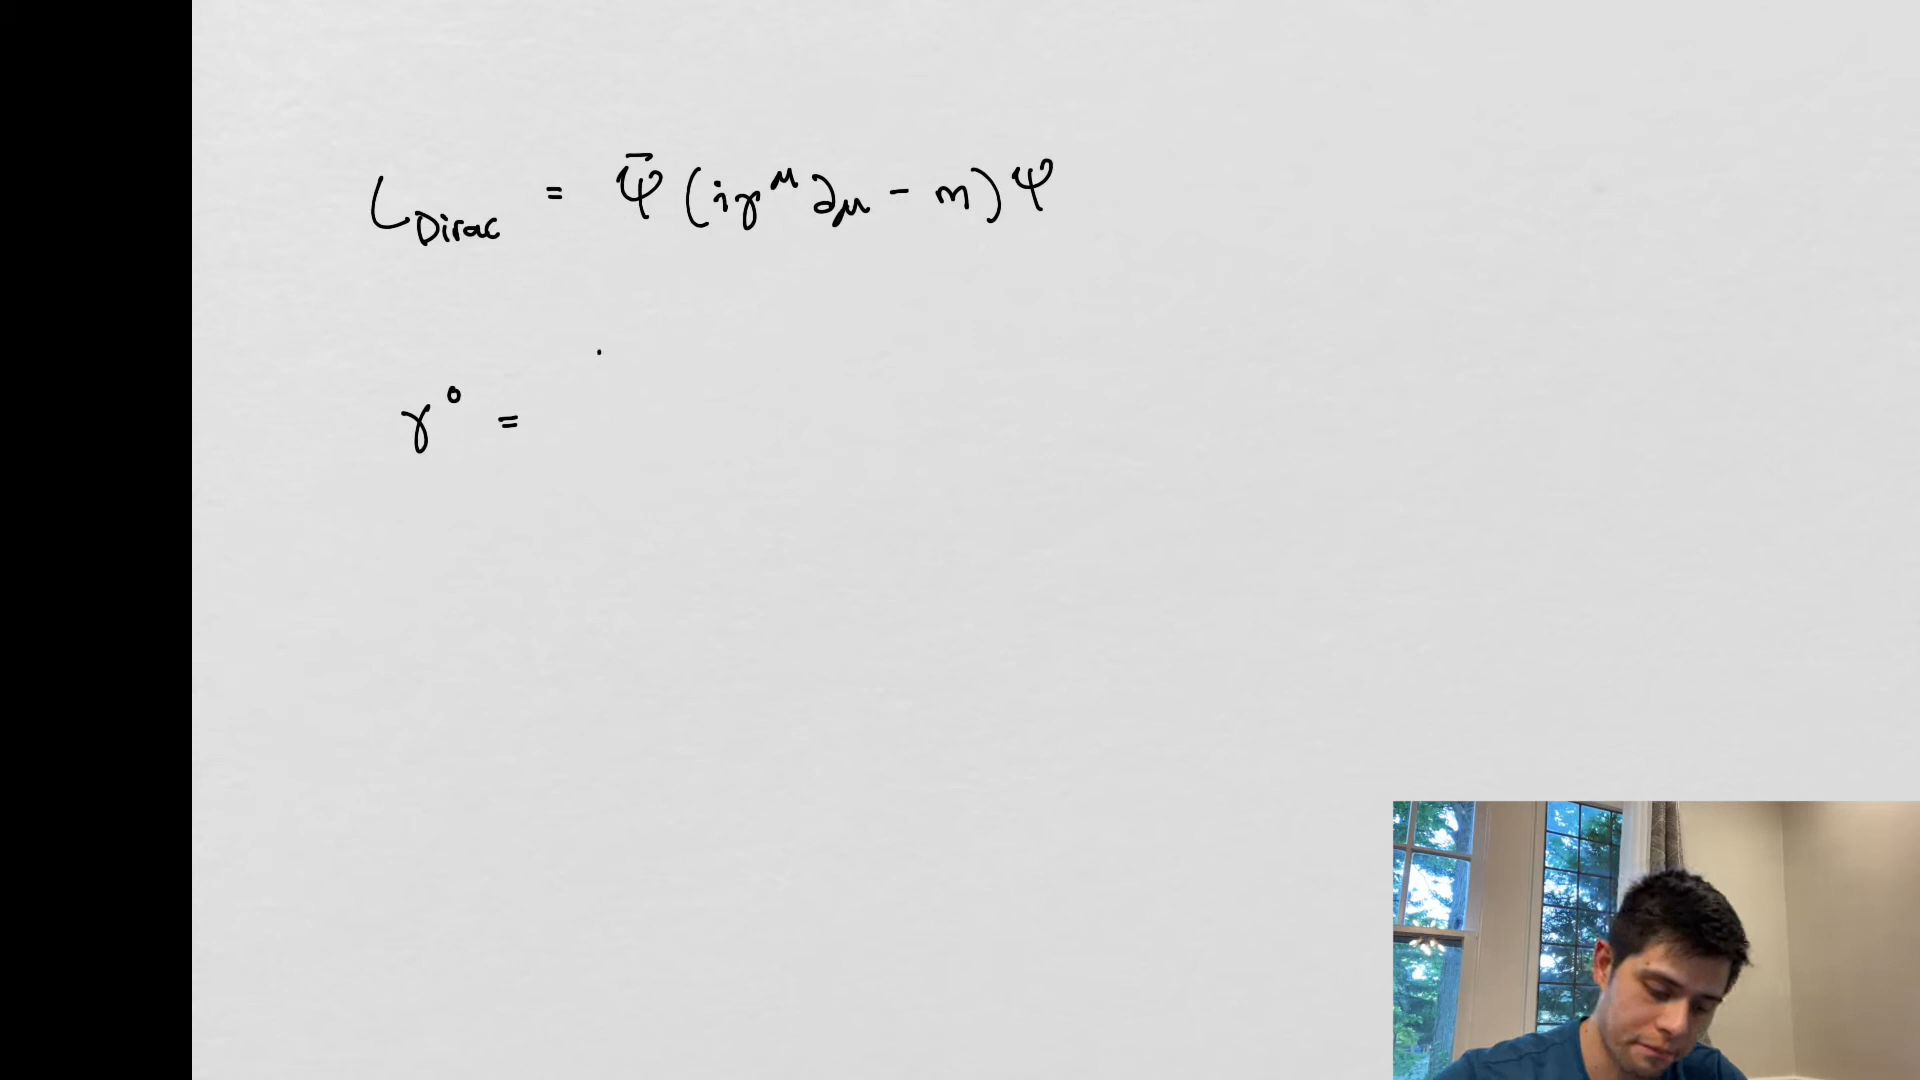 L_Dirac = ψ̄ (iγ^μ ∂_μ − m)ψ
γ^0 =